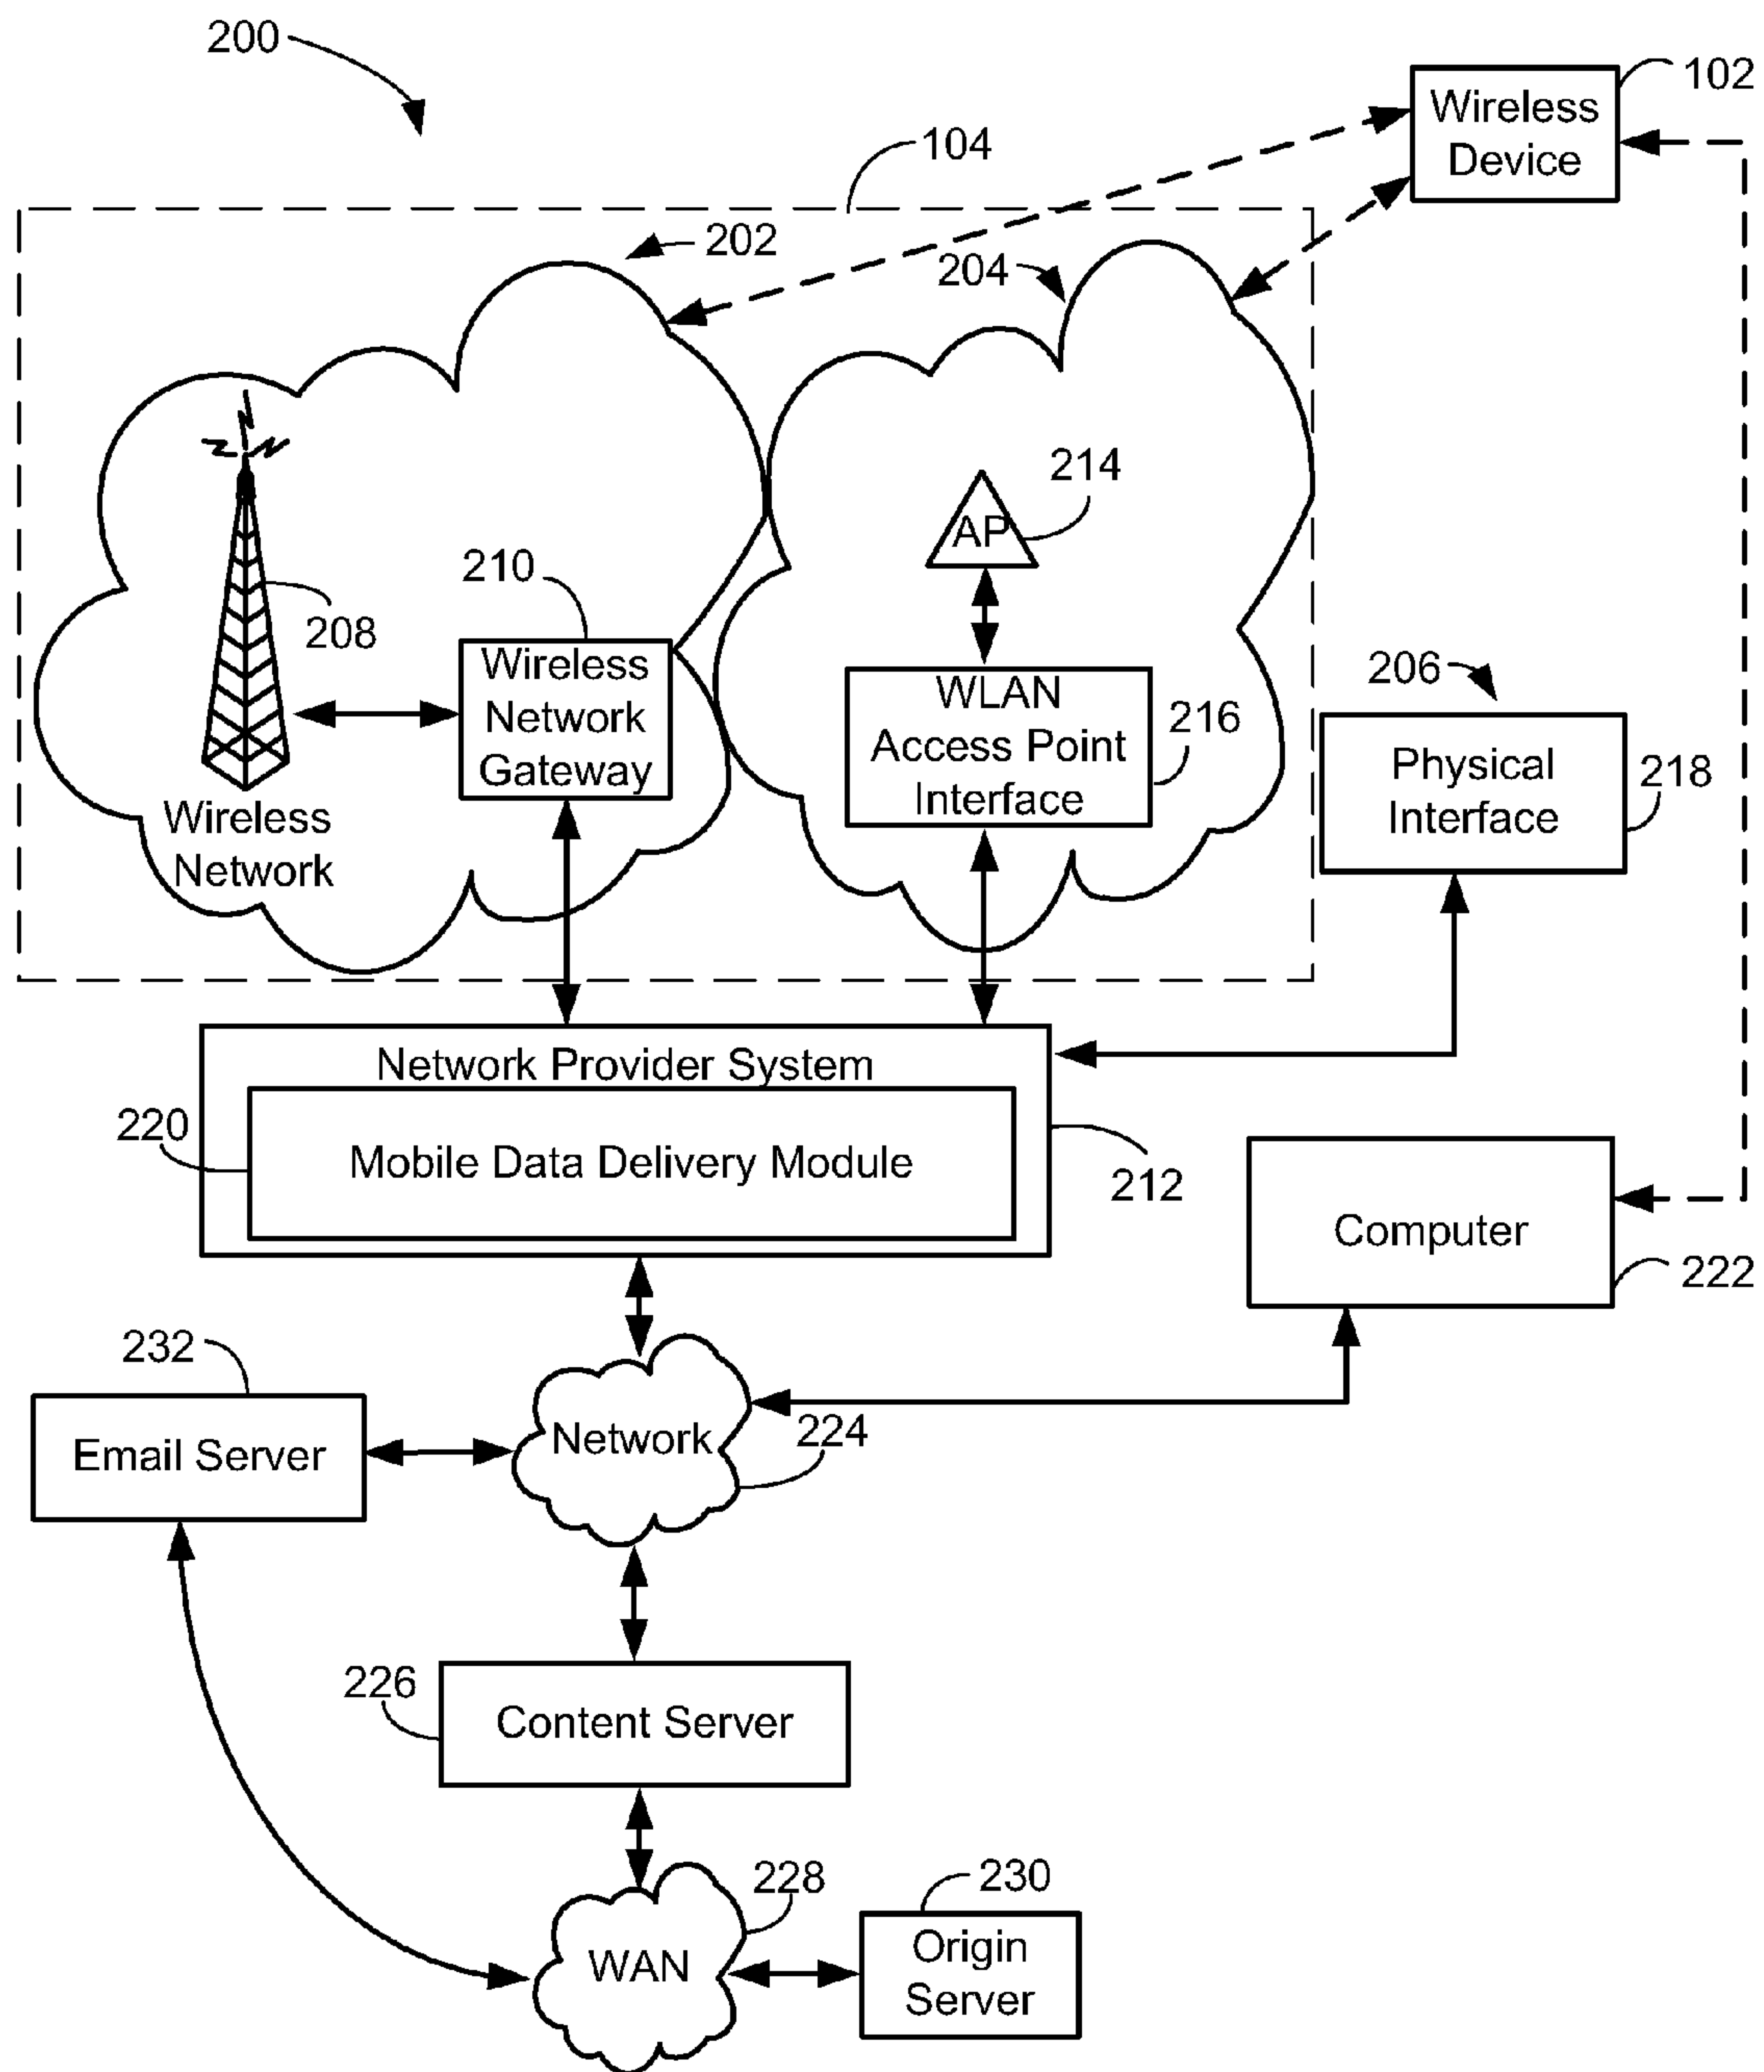 200
102
Wireless
Device
104
202
204
214
AP
210
208
Wireless
Network
Gateway
WLAN
Access Point
Interface
216
206
Physical
Interface
218
Wireless
Network
Network Provider System
220
Mobile Data Delivery Module
212
Computer
222
232
Email Server
Network
224
226
Content Server
228
WAN
230
Origin
Server